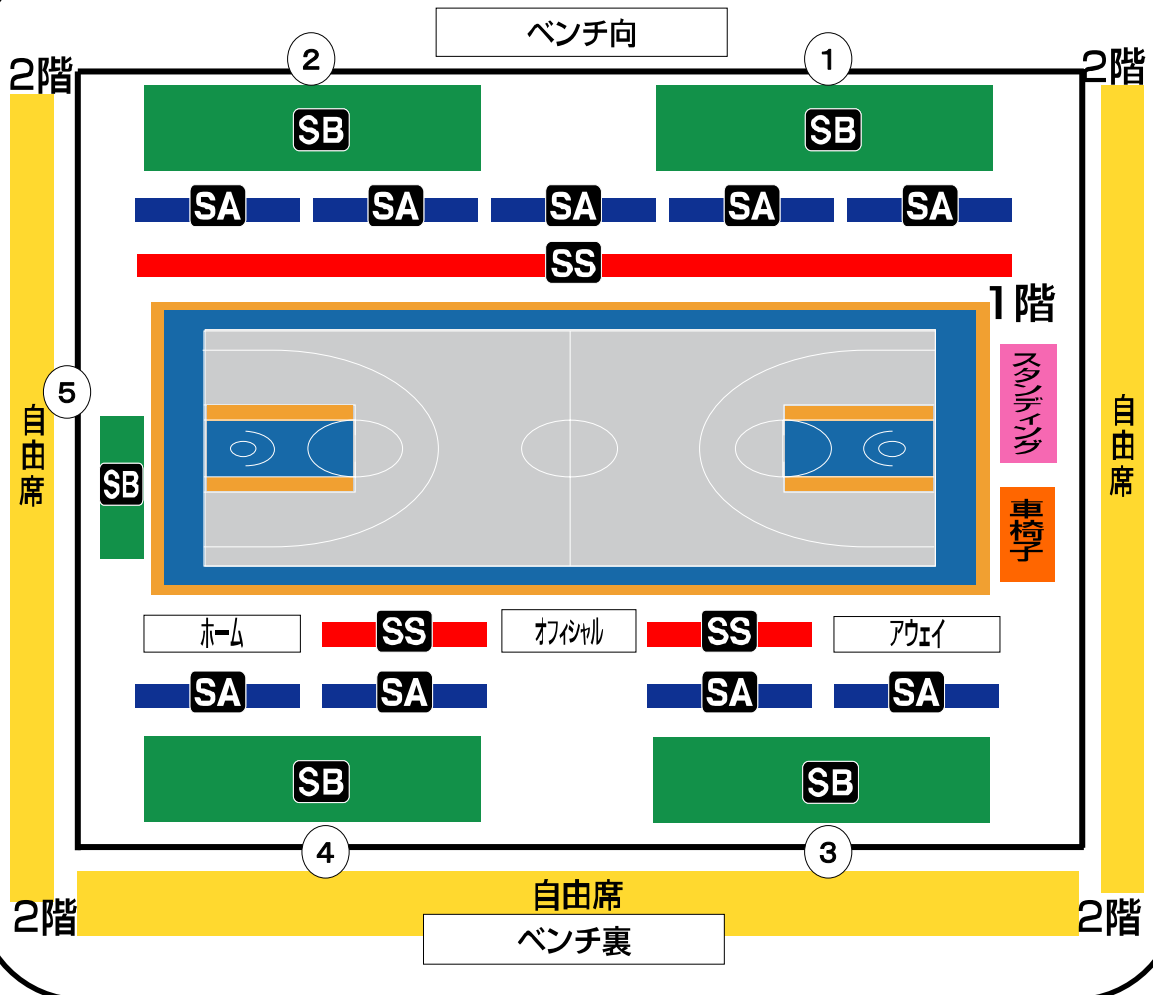 ベンチ向
2階
②
①
2階
SB
SB
SA
SA
SA
SA
SA
SS
1階
スタンディング
⑤
自由席
自由席
SB
車椅子
ホーム
SS
オフィシャル
SS
アウェイ
SA
SA
SA
SA
SB
SB
④
③
2階
自由席
2階
ベンチ裏